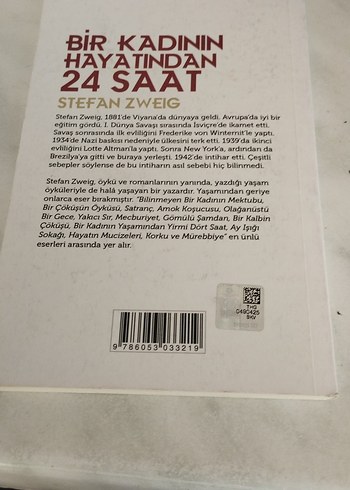 BİR KADININ
HAYATINDAN
24 SAAT
STEFAN ZWEIG
Stefan Zweig, 1881'de Viyana'da dünyaya geldi. Avrupa'da iyi bir
eğitim gördü. I. Dünya Savaşı sırasında İsviçre'de ikamet etti.
Savaş sonrasında ilk evliliğini Frederike von Winternit'le yaptı.
1934'de Nazi baskısı nedeniyle ülkesini terk etti. 1939'da ikinci
evliliğini Lotte Altman'la yaptı. Sonra New York'a, ardından da
Brezilya'ya gitti ve buraya yerleşti. 1942'de intihar etti. Çeşitli
sebepler söylense de bu intiharın asıl sebebi hiç bilinmedi.
Stefan Zweig, öykü ve romanlarının yanında, yazdığı yaşam
öyküleriyle de halâ yaşayan bir yazardır. Yaşamından geriye
onlarca eser bırakmıştır. "Bilinmeyen Bir Kadının Mektubu,
Bir Çöküşün Öyküsü, Satranç, Amok Koşucusu, Olağanüstü
Bir Gece, Yakıcı Sır, Mecburiyet, Gömülü Şamdan, Bir Kalbin
Çöküşü, Bir Kadının Yaşamından Yirmi Dört Saat, Ay Işığı
Sokağı, Hayatın Mucizeleri, Korku ve Mürebbiye" en ünlü
eserleri arasında yer alır.
THG
0490425
9KV
9 786053 033219